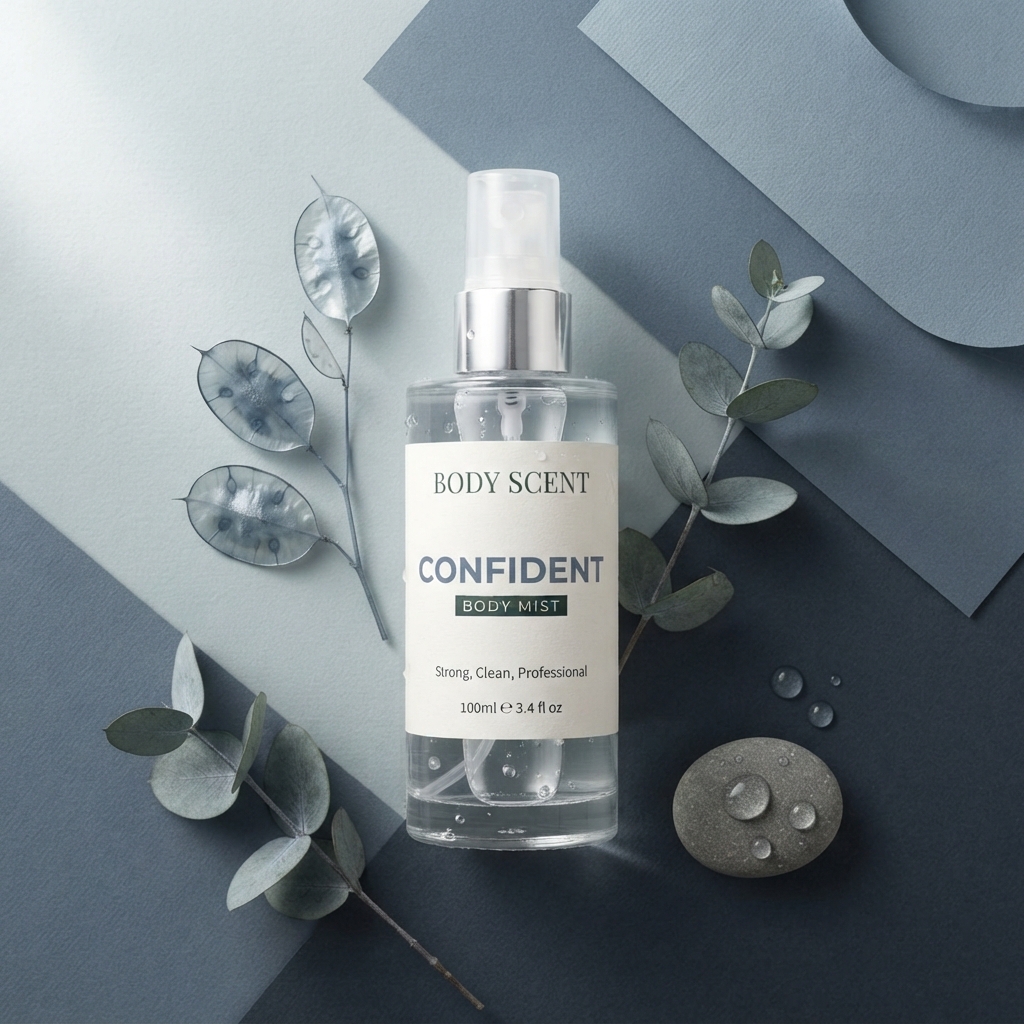 BODY SCENT
CONFIDENT
BODY MIST
Strong, Clean, Professional
100ml ℮ 3.4 fl oz